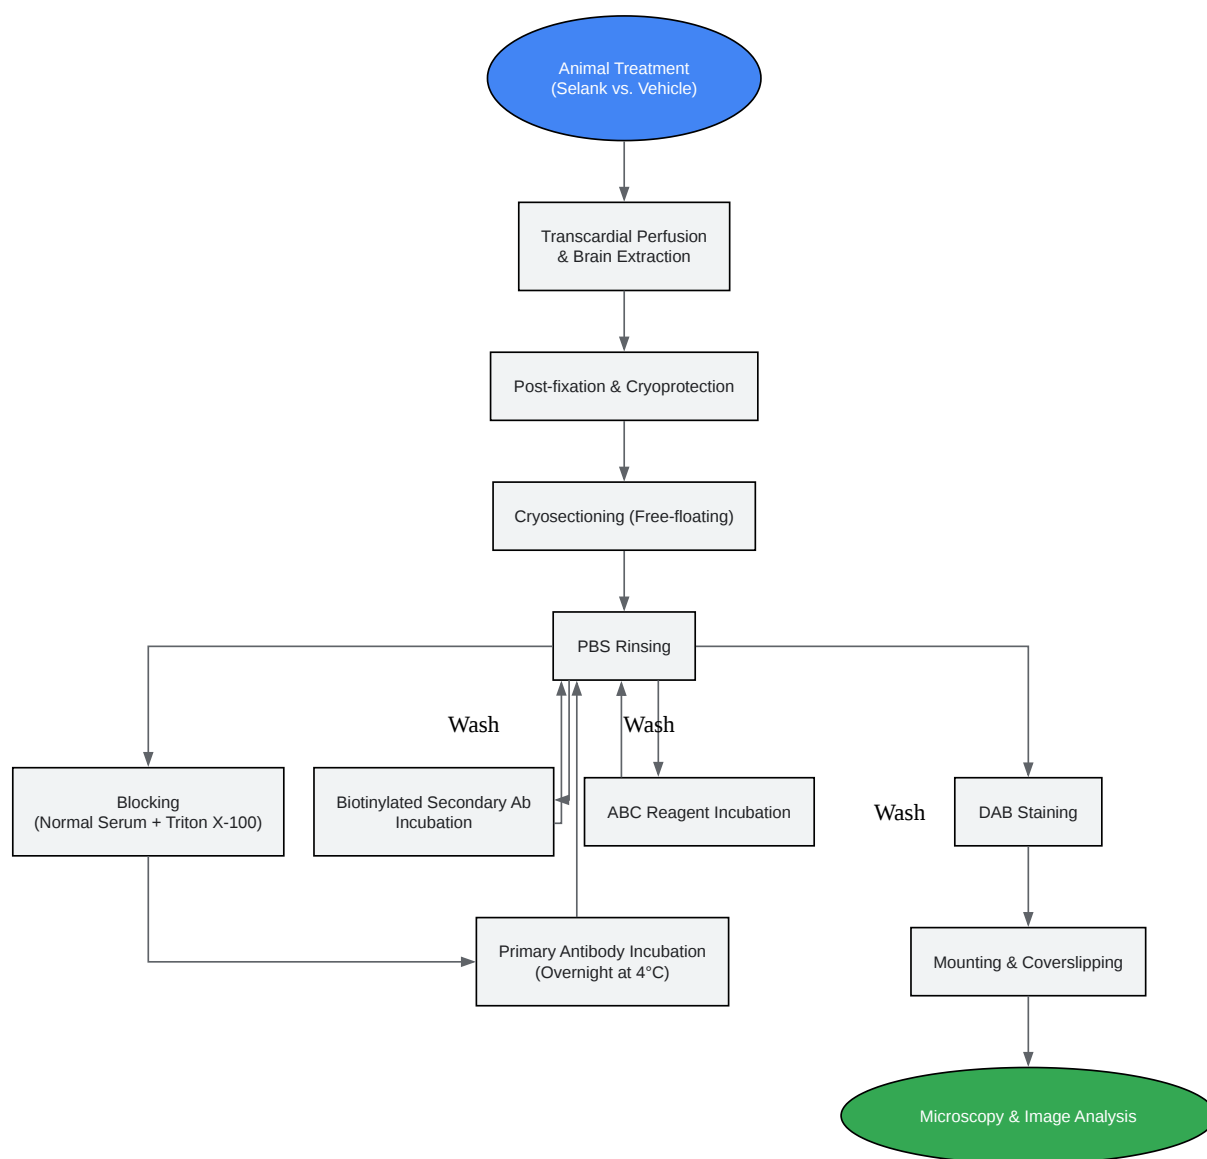 Animal Treatment
(Selank vs. Vehicle)
Transcardial Perfusion
& Brain Extraction
Post-fixation & Cryoprotection
Cryosectioning (Free-floating)
PBS Rinsing
Wash
Wash
Blocking
(Normal Serum + Triton X-100)
Biotinylated Secondary Ab
Incubation
ABC Reagent Incubation
Wash
DAB Staining
Primary Antibody Incubation
(Overnight at 4°C)
Mounting & Coverslipping
Microscopy & Image Analysis